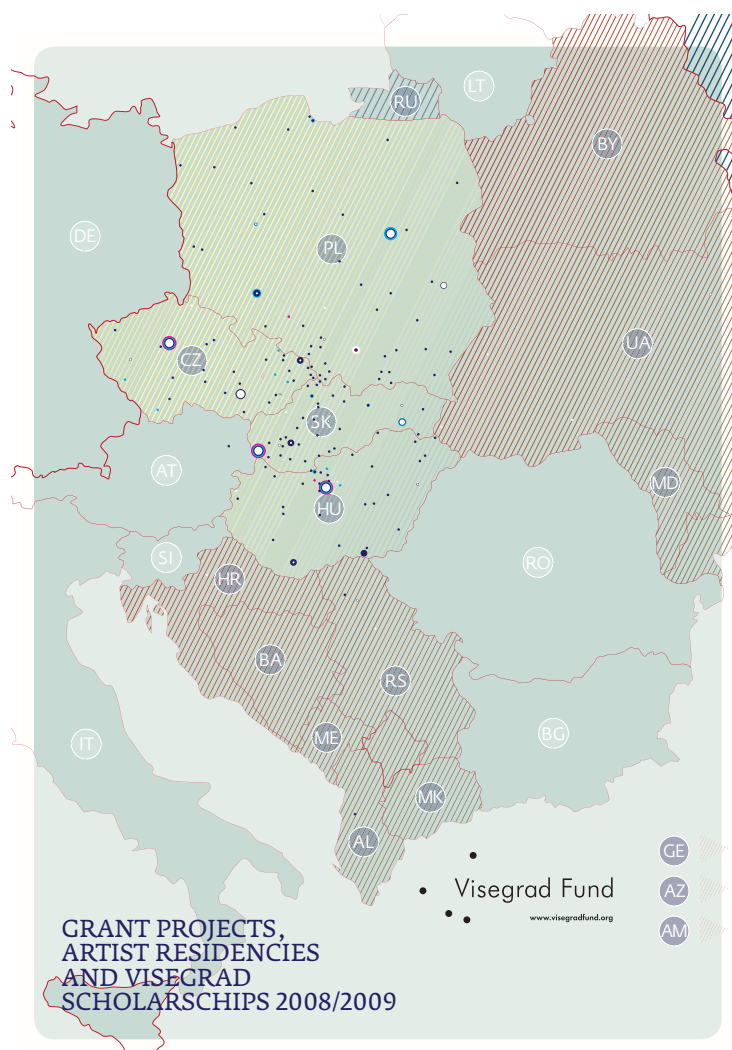 LT
RU
BY
DE
PL
UA
CZ
SK
AT
MD
HU
SI
RO
HR
BA
RS
ME
BG
IT
MK
AL
GE
AZ
AM
Visegrad Fund
www.visegradfund.org
GRANT PROJECTS,
ARTIST RESIDENCIES
AND VISEGRAD
SCHOLARSCHIPS 2008/2009